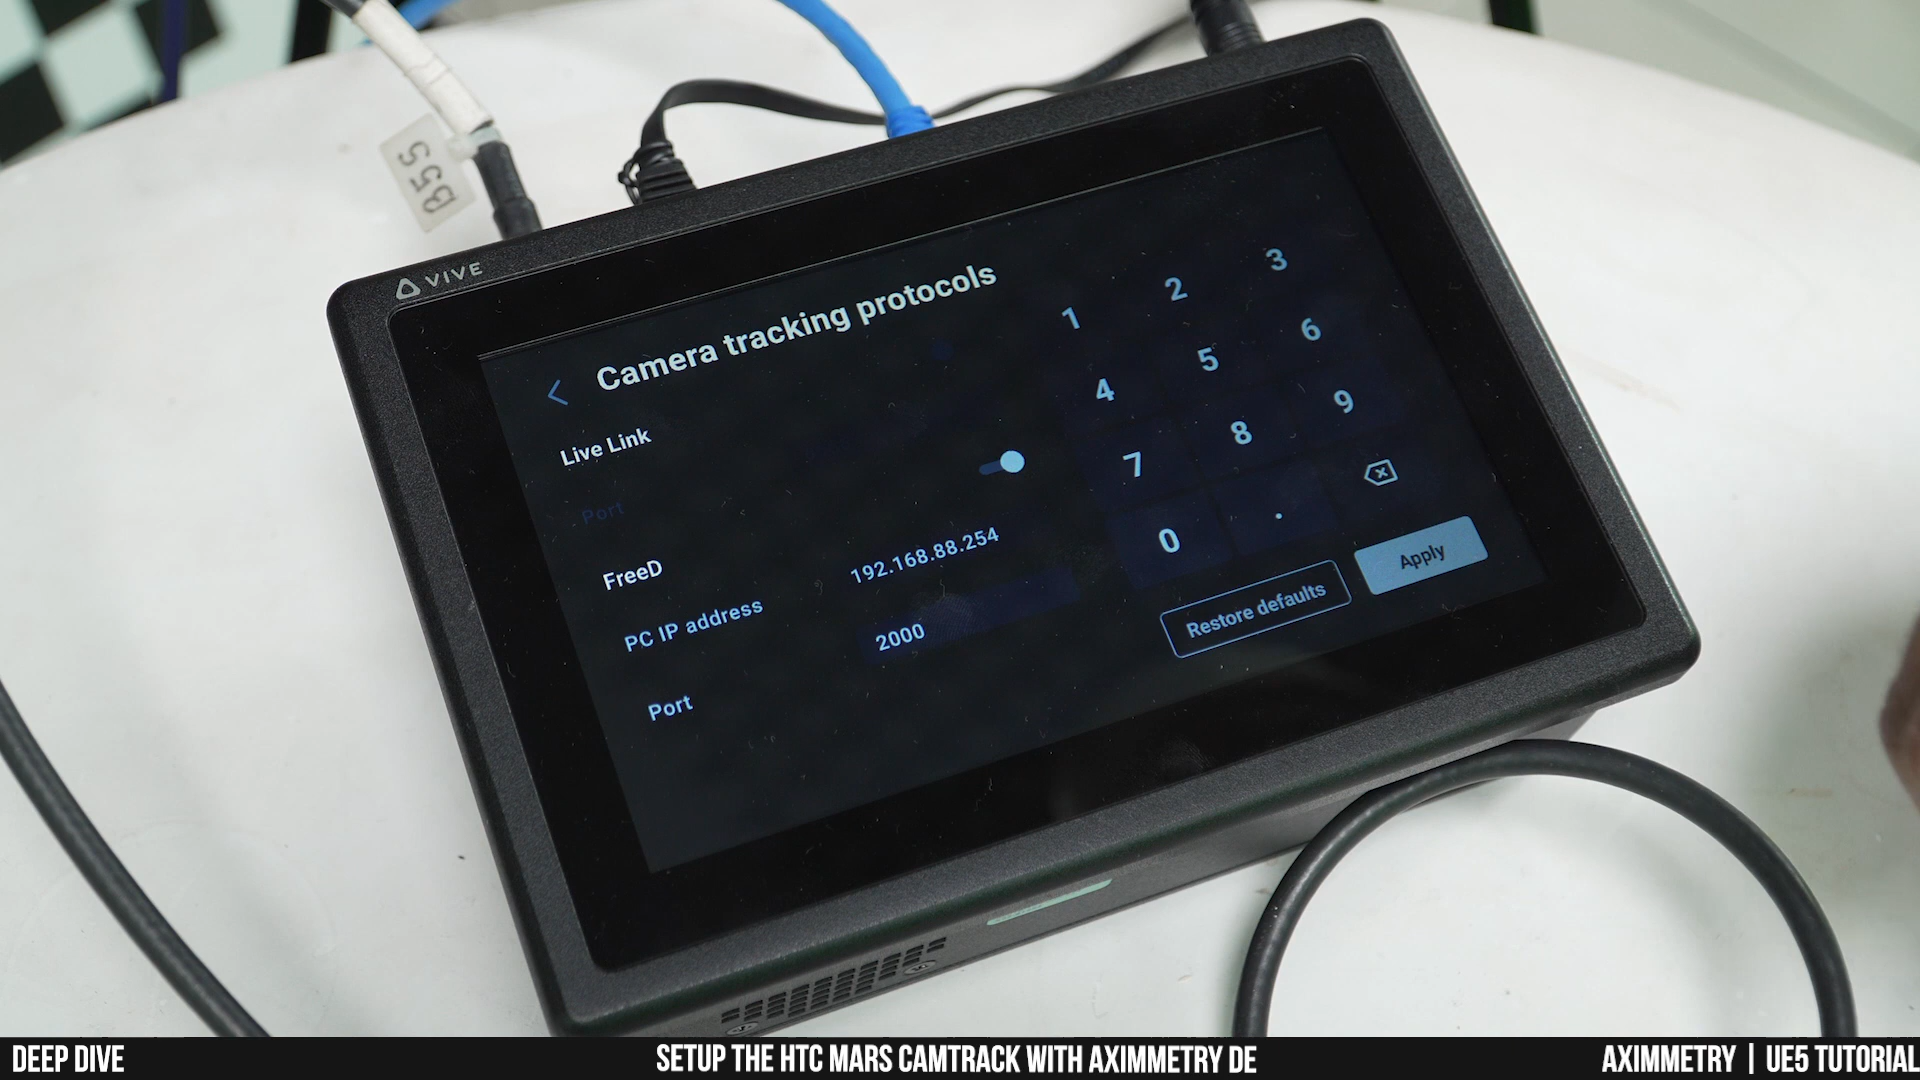 B55
VIVE
Camera tracking protocols
Live Link
Port
FreeD
PC IP address 192.168.88.254
Port 2000
1 2 3
4 5 6
7 8 9
0 .
Restore defaults Apply
DEEP DIVE
SETUP THE HTC MARS CAMTRACK WITH AXIMMETRY DE
AXIMMETRY | UE5 TUTORIAL